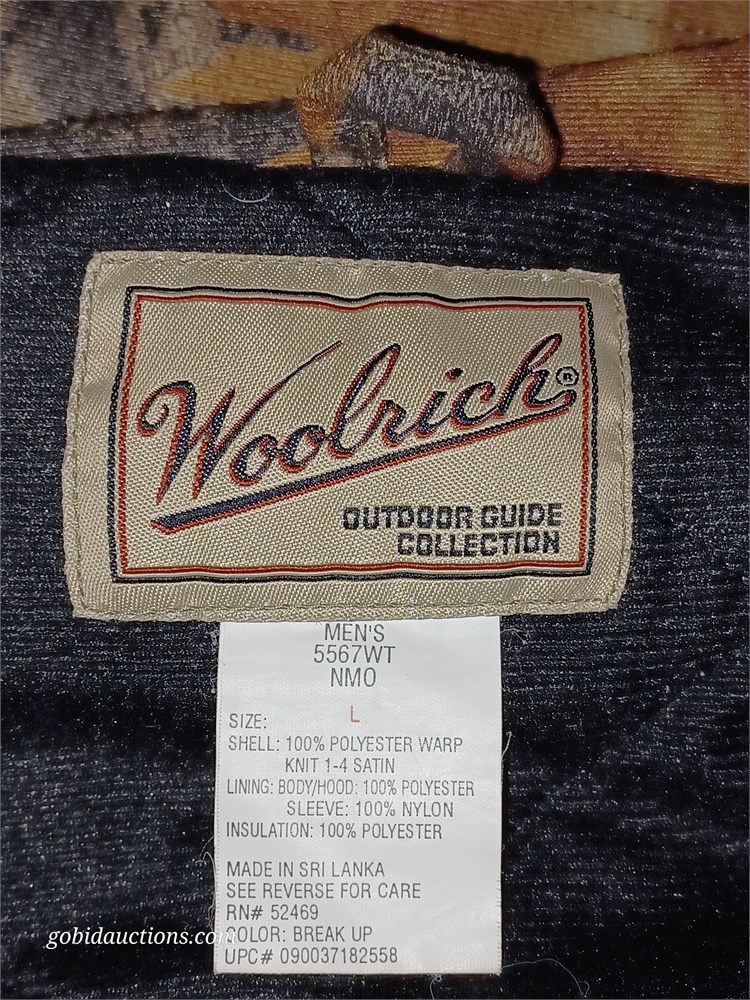 Woolrich®
OUTDOOR GUIDE
COLLECTION
MEN'S
5567WT
NMO
SIZE: L
SHELL: 100% POLYESTER WARP
KNIT 1-4 SATIN
LINING: BODY/HOOD: 100% POLYESTER
SLEEVE: 100% NYLON
INSULATION: 100% POLYESTER
MADE IN SRI LANKA
SEE REVERSE FOR CARE
RN# 52469
COLOR: BREAK UP
UPC# 090037182558
gobidauctions.com